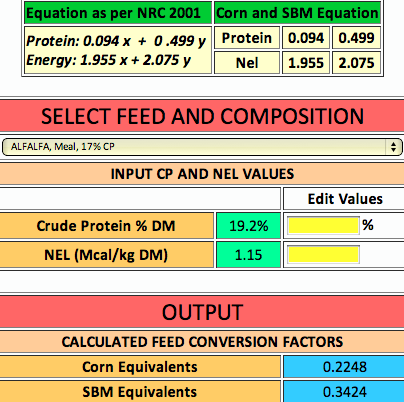 Equation as per NRC 2001 Corn and SBM Equation
Protein: 0.094 x + 0 .499 y Protein 0.094 0.499
Energy: 1.955 x + 2.075 y Nel 1.955 2.075
SELECT FEED AND COMPOSITION
ALFALFA, Meal, 17% CP
INPUT CP AND NEL VALUES
Edit Values
Crude Protein % DM 19.2% %
NEL (Mcal/kg DM) 1.15
OUTPUT
CALCULATED FEED CONVERSION FACTORS
Corn Equivalents 0.2248
SBM Equivalents 0.3424